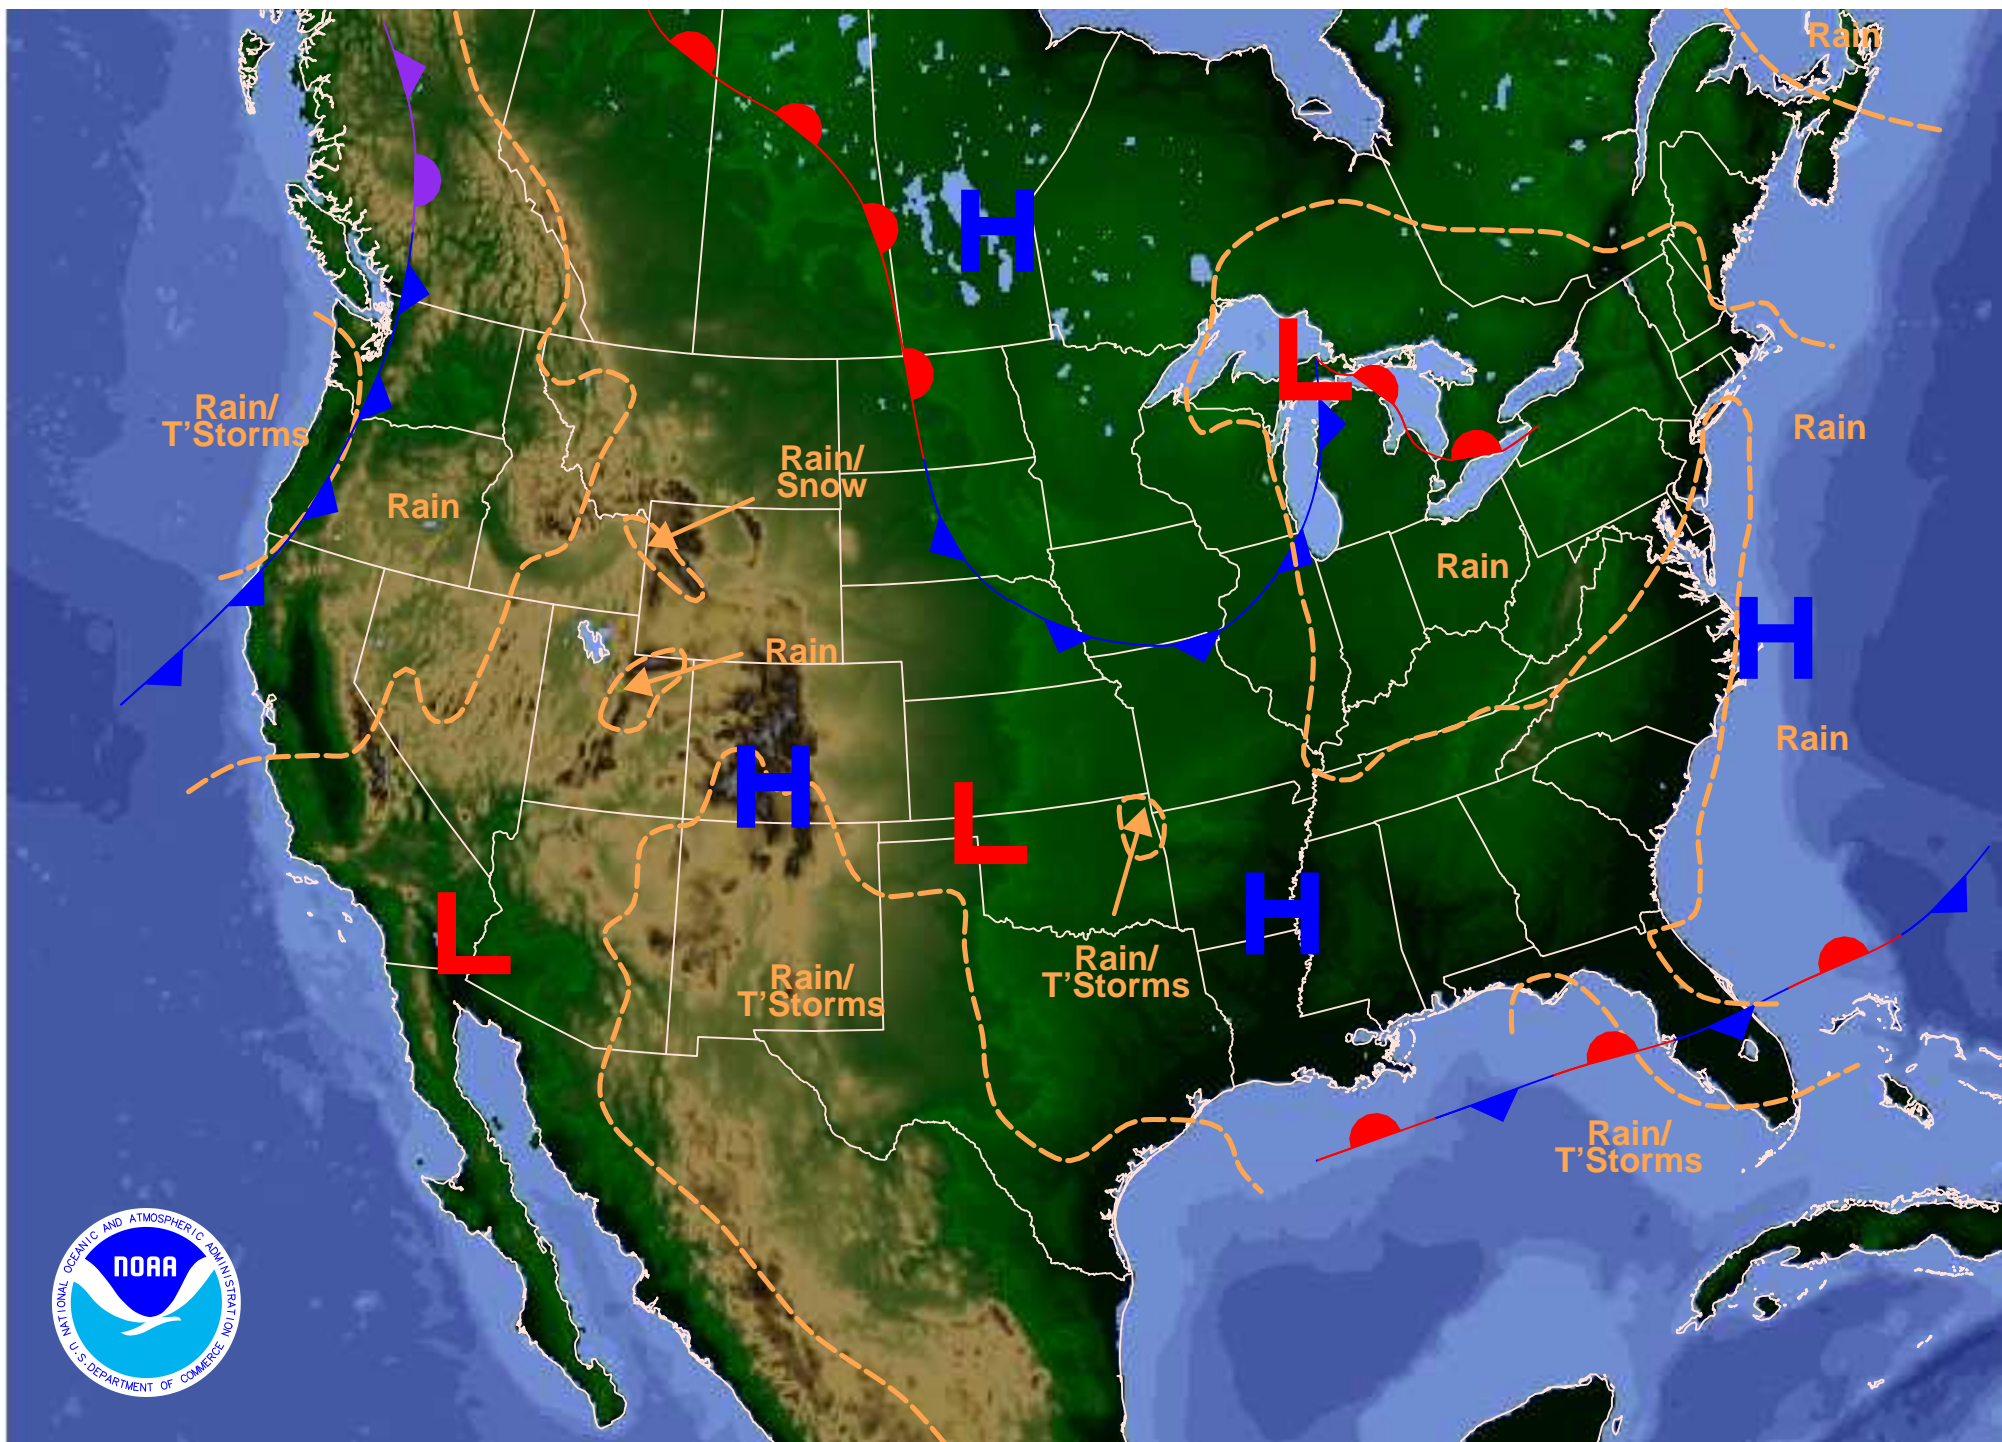 Rain
Rain/
T'Storms
Rain
Rain/
Snow
Rain
Rain
Rain
Rain
Rain/
T'Storms
Rain/
T'Storms
Rain/
T'Storms
H
L
H
H
L
H
L
NATIONAL OCEANIC AND ATMOSPHERIC ADMINISTRATION
NOAA
U.S. DEPARTMENT OF COMMERCE